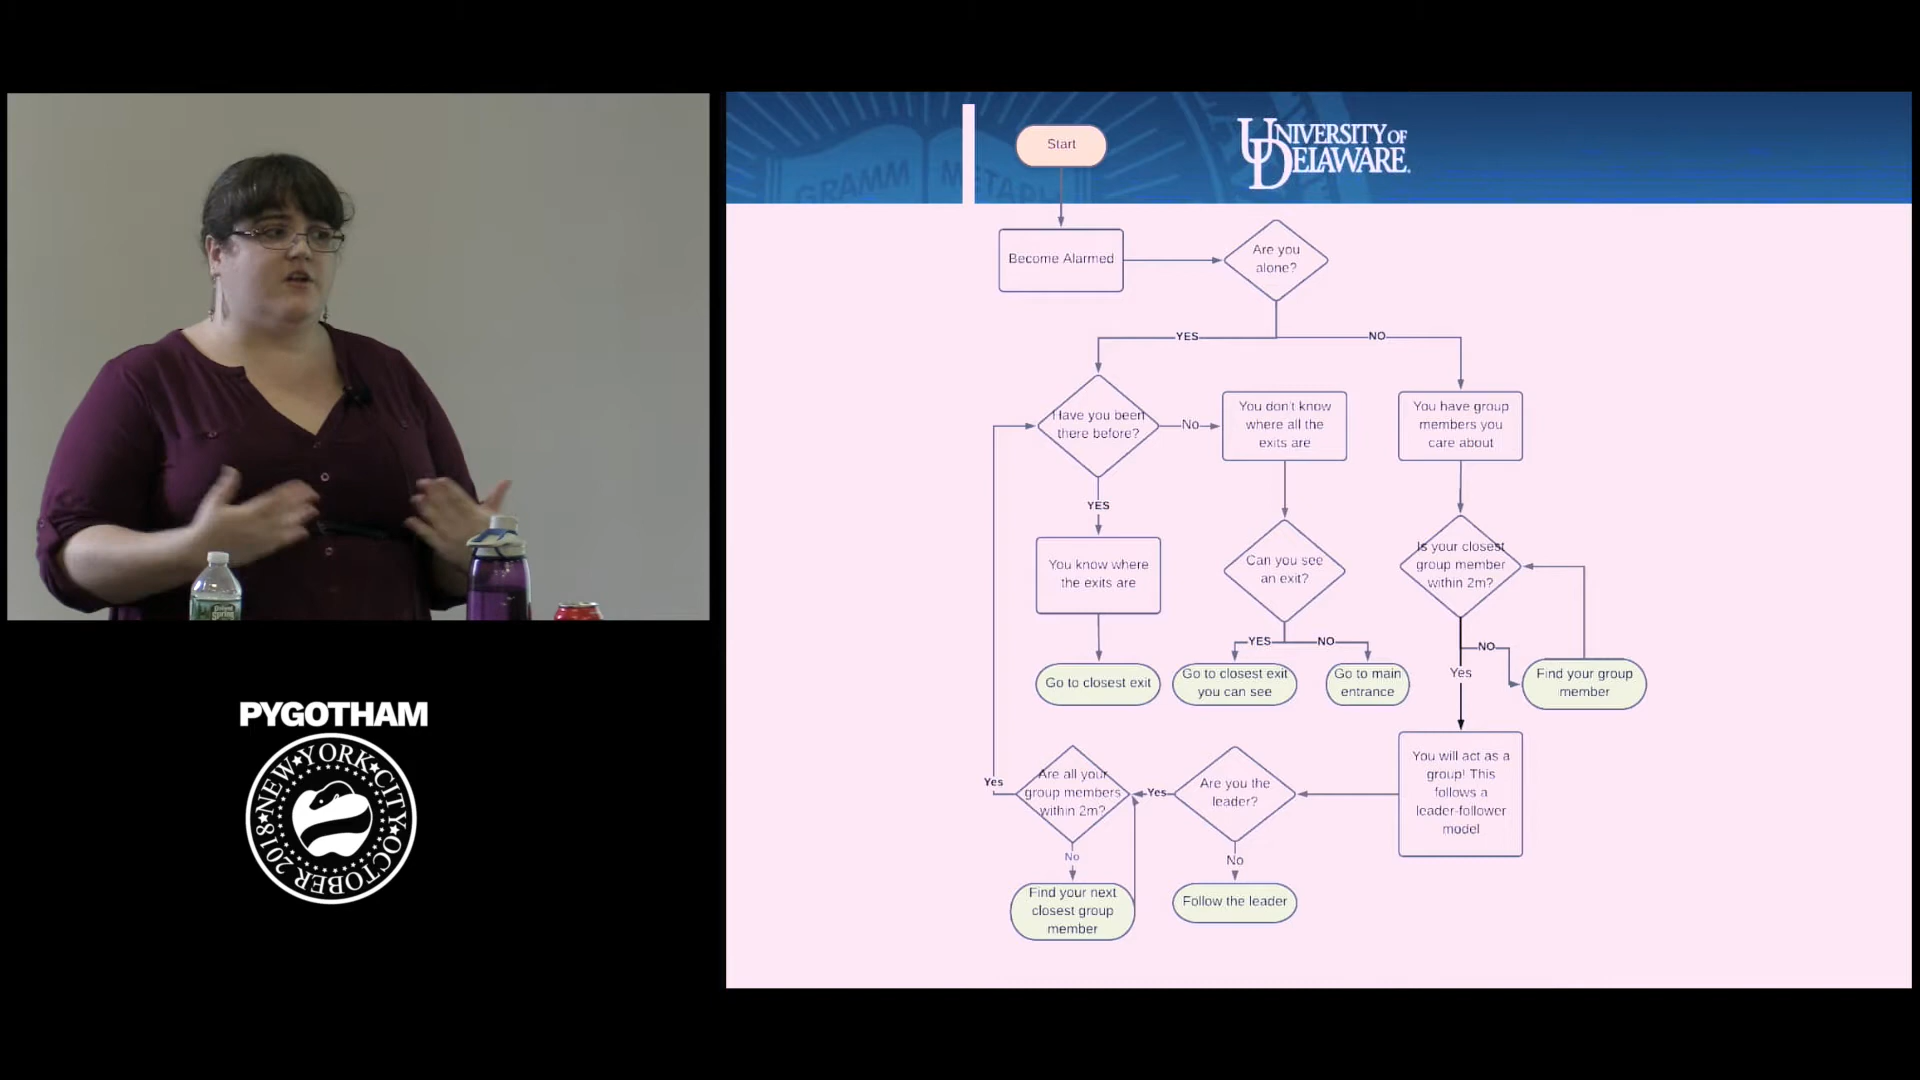 Start
UNIVERSITY OF
DELAWARE
GRAMM
Become Alarmed
Are you
alone?
YES
NO
Have you been
there before?
No
You don't know
where all the
exits are
You have group
members you
care about
YES
You know where
the exits are
Can you see
an exit?
Is your closest
group member
within 2m?
YES
NO
NO
Yes
Go to closest exit
Go to closest exit
you can see
Go to main
entrance
Find your group
member
You will act as a
group! This
follows a
leader-follower
model
Are you the
leader?
Yes
Are all your
group members
within 2m?
Yes
No
No
Find your next
closest group
member
Follow the leader
PYGOTHAM
NEW YORK CITY
OCTOBER 2018